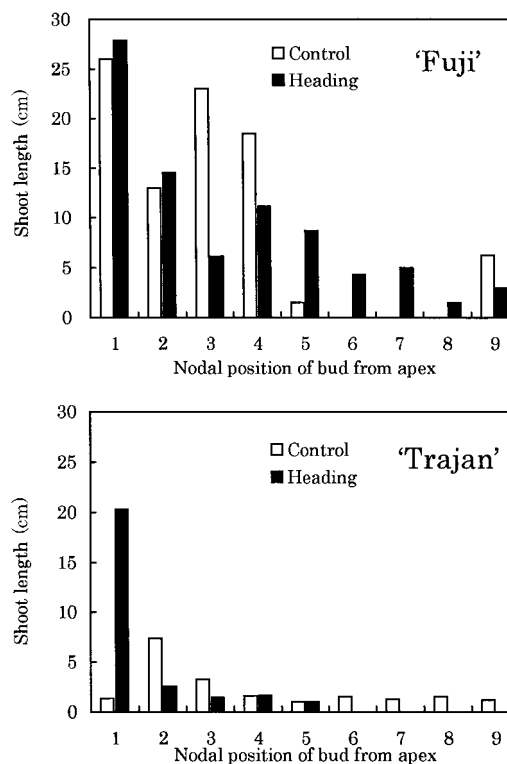 30
25
20
15
10
5
0
Shoot length (cm)
Control
Heading
‘Fuji’
1 2 3 4 5 6 7 8 9
Nodal position of bud from apex
30
25
20
15
10
5
0
Shoot length (cm)
Control
Heading
‘Trajan’
1 2 3 4 5 6 7 8 9
Nodal position of bud from apex